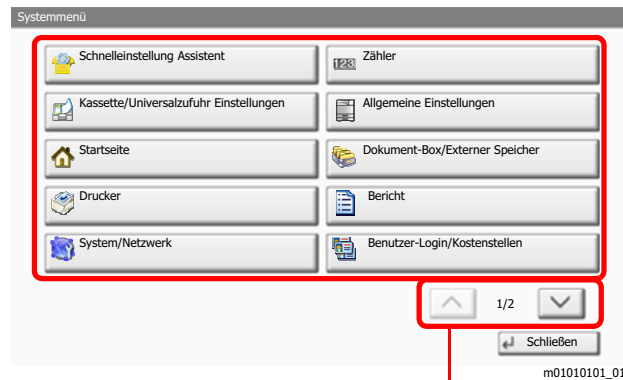 Systemmenü
Schnelleinstellung Assistent
123 Zähler
Kassette/Universalzufuhr Einstellungen
Allgemeine Einstellungen
Startseite
Dokument-Box/Externer Speicher
Drucker
Bericht
System/Netzwerk
Benutzer-Login/Kostenstellen
1/2
Schließen
m01010101_01